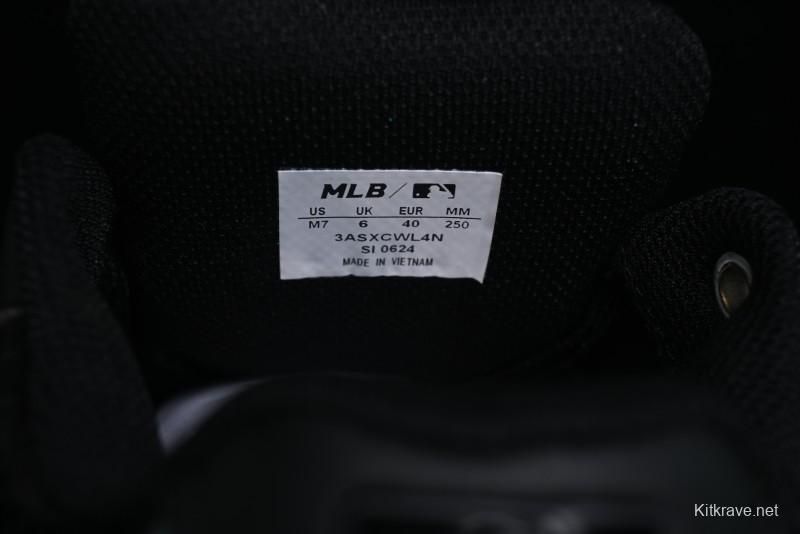 MLB /
US UK EUR MM
M7 6 40 250
3ASXCWL4N
SI 0624
MADE IN VIETNAM
Kitkrave.net